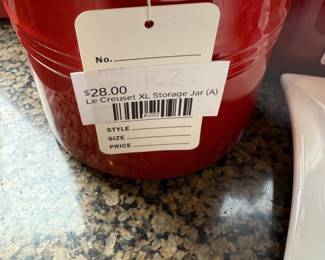 No.
$28.00
Le Creuset XL Storage Jar (A)
STYLE
SIZE
PRICE